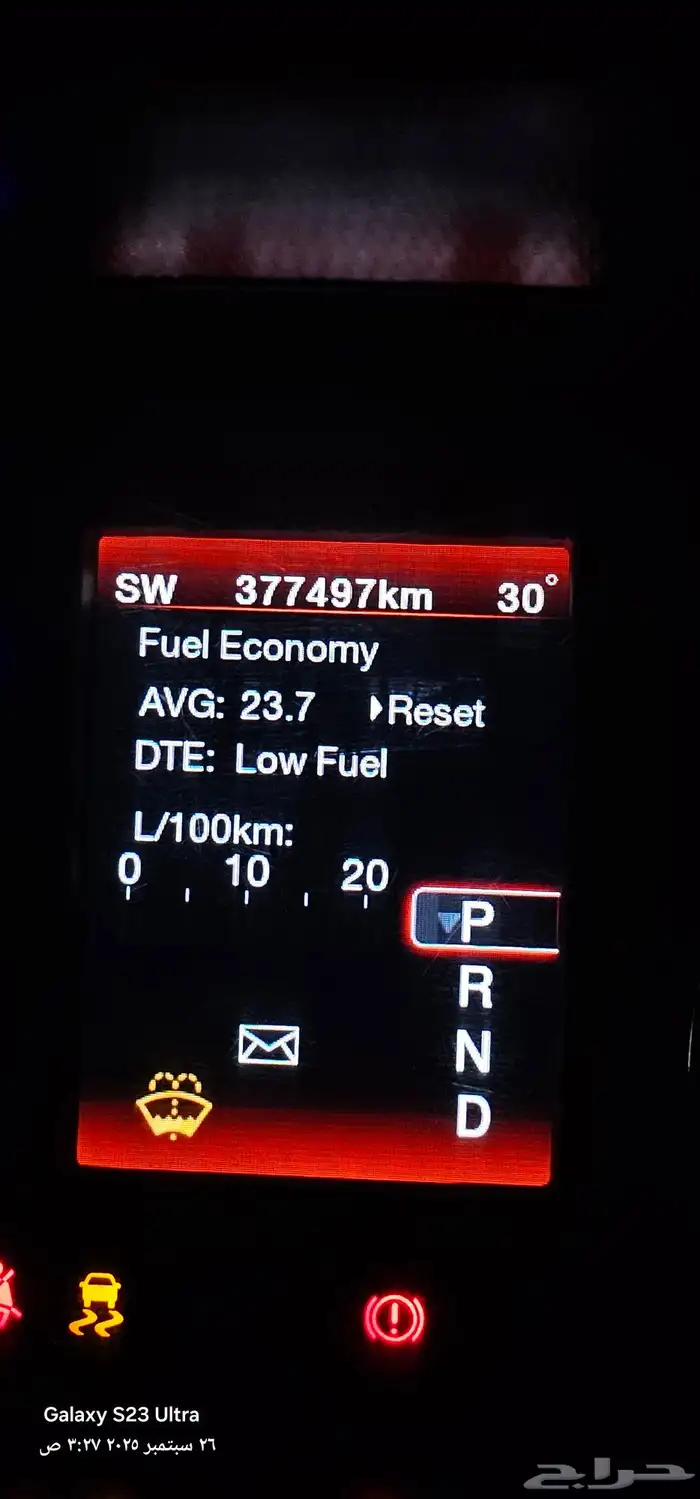 SW 377497km 30°
Fuel Economy
AVG: 23.7 Reset
DTE: Low Fuel
L/100km:
0 10 20
P
R
N
D
Galaxy S23 Ultra
٢٦ سبتمبر ٢٠٢٥ ٣:٢٧ ص
حراج